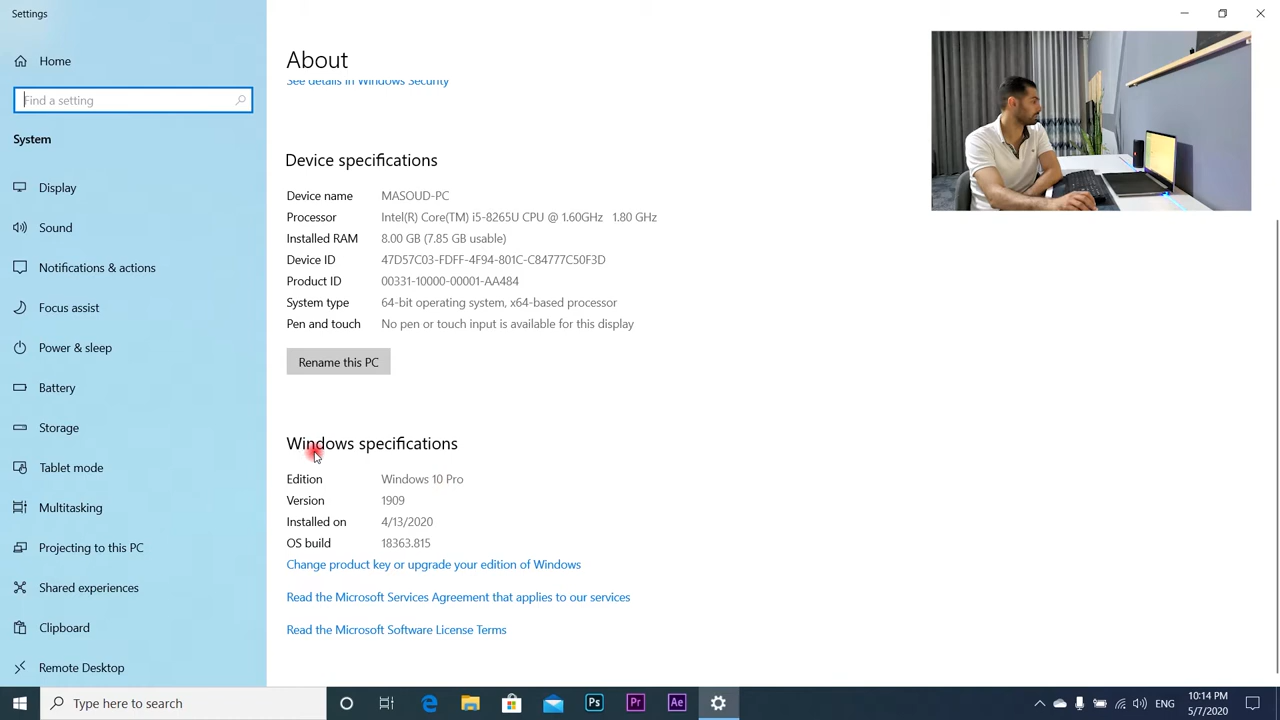 Settings
Home
Find a setting
System
Display
Sound
Notifications & actions
Focus assist
Power & sleep
Battery
Storage
Tablet mode
Multitasking
Projecting to this PC
Shared experiences
Clipboard
Remote Desktop
About
See details in Windows Security
Device specifications
Device name MASOUD-PC
Processor Intel(R) Core(TM) i5-8265U CPU @ 1.60GHz 1.80 GHz
Installed RAM 8.00 GB (7.85 GB usable)
Device ID 47D57C03-FDFF-4F94-801C-C84777C50F3D
Product ID 00331-10000-00001-AA484
System type 64-bit operating system, x64-based processor
Pen and touch No pen or touch input is available for this display
Rename this PC
Windows specifications
Edition Windows 10 Pro
Version 1909
Installed on 4/13/2020
OS build 18363.815
Change product key or upgrade your edition of Windows
Read the Microsoft Services Agreement that applies to our services
Read the Microsoft Software License Terms
Type here to search
Ps
Pr
Ae
ENG
10:14 PM
5/7/2020